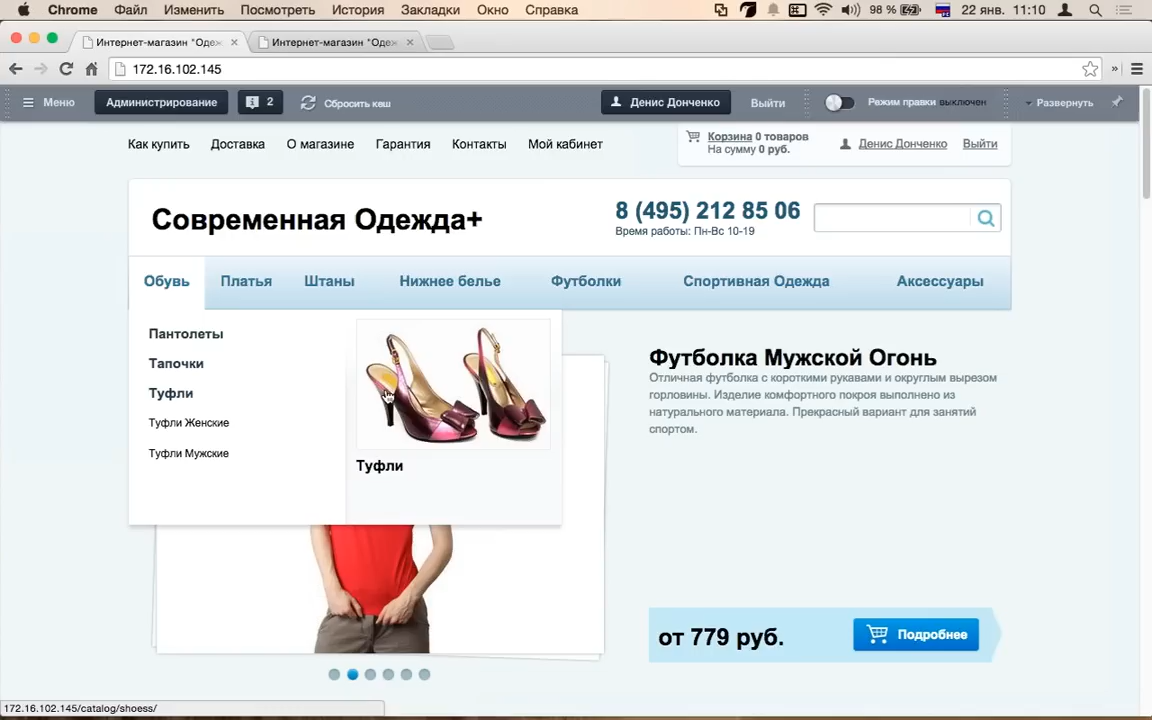 Chrome Файл Изменить Посмотреть История Закладки Окно Справка 98 % 22 янв. 11:10
Интернет-магазин "Одеж Интернет-магазин "Одеж
172.16.102.145 »
Меню Администрирование 2 Сбросить кеш Денис Донченко Выйти Режим правки выключен Развернуть
Как купить Доставка О магазине Гарантия Контакты Мой кабинет
Корзина 0 товаров
На сумму 0 руб.
Денис Донченко Выйти
Современная Одежда+
8 (495) 212 85 06
Время работы: Пн-Вс 10-19
Обувь Платья Штаны Нижнее белье Футболки Спортивная Одежда Аксессуары
Пантолеты
Тапочки
Туфли
Туфли Женские
Туфли Мужские
Туфли
Футболка Мужской Огонь
Отличная футболка с короткими рукавами и округлым вырезом
горловины. Изделие комфортного покроя выполнено из
натурального материала. Прекрасный вариант для занятий
спортом.
от 779 руб.
Подробнее
172.16.102.145/catalog/shoess/